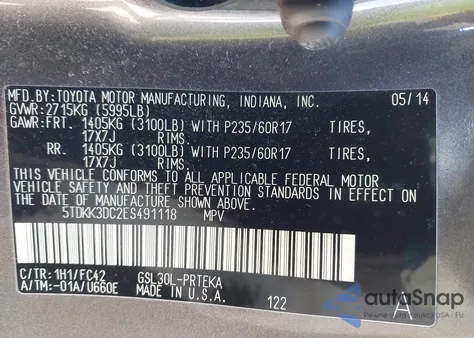 MFD.BY:TOYOTA MOTOR MANUFACTURING, INDIANA, INC. 05/14
GVWR:2715KG (5995LB)
GAWR:FRT. 1405KG (3100LB) WITH P235/60R17 TIRES,
17X7J RIMS.
RR. 1405KG (3100LB) WITH P235/60R17 TIRES,
17X7J RIMS.
THIS VEHICLE CONFORMS TO ALL APPLICABLE FEDERAL MOTOR
VEHICLE SAFETY AND THEFT PREVENTION STANDARDS IN EFFECT ON
THE DATE OF MANUFACTURE SHOWN ABOVE.
5TDKK3DC2ES491118 MPV
C/TR:1H1/FC42 GSL30L-PRTEKA
A/TM:-01A/U660E MADE IN U.S.A. 122 A
autoSnap
by Carfast